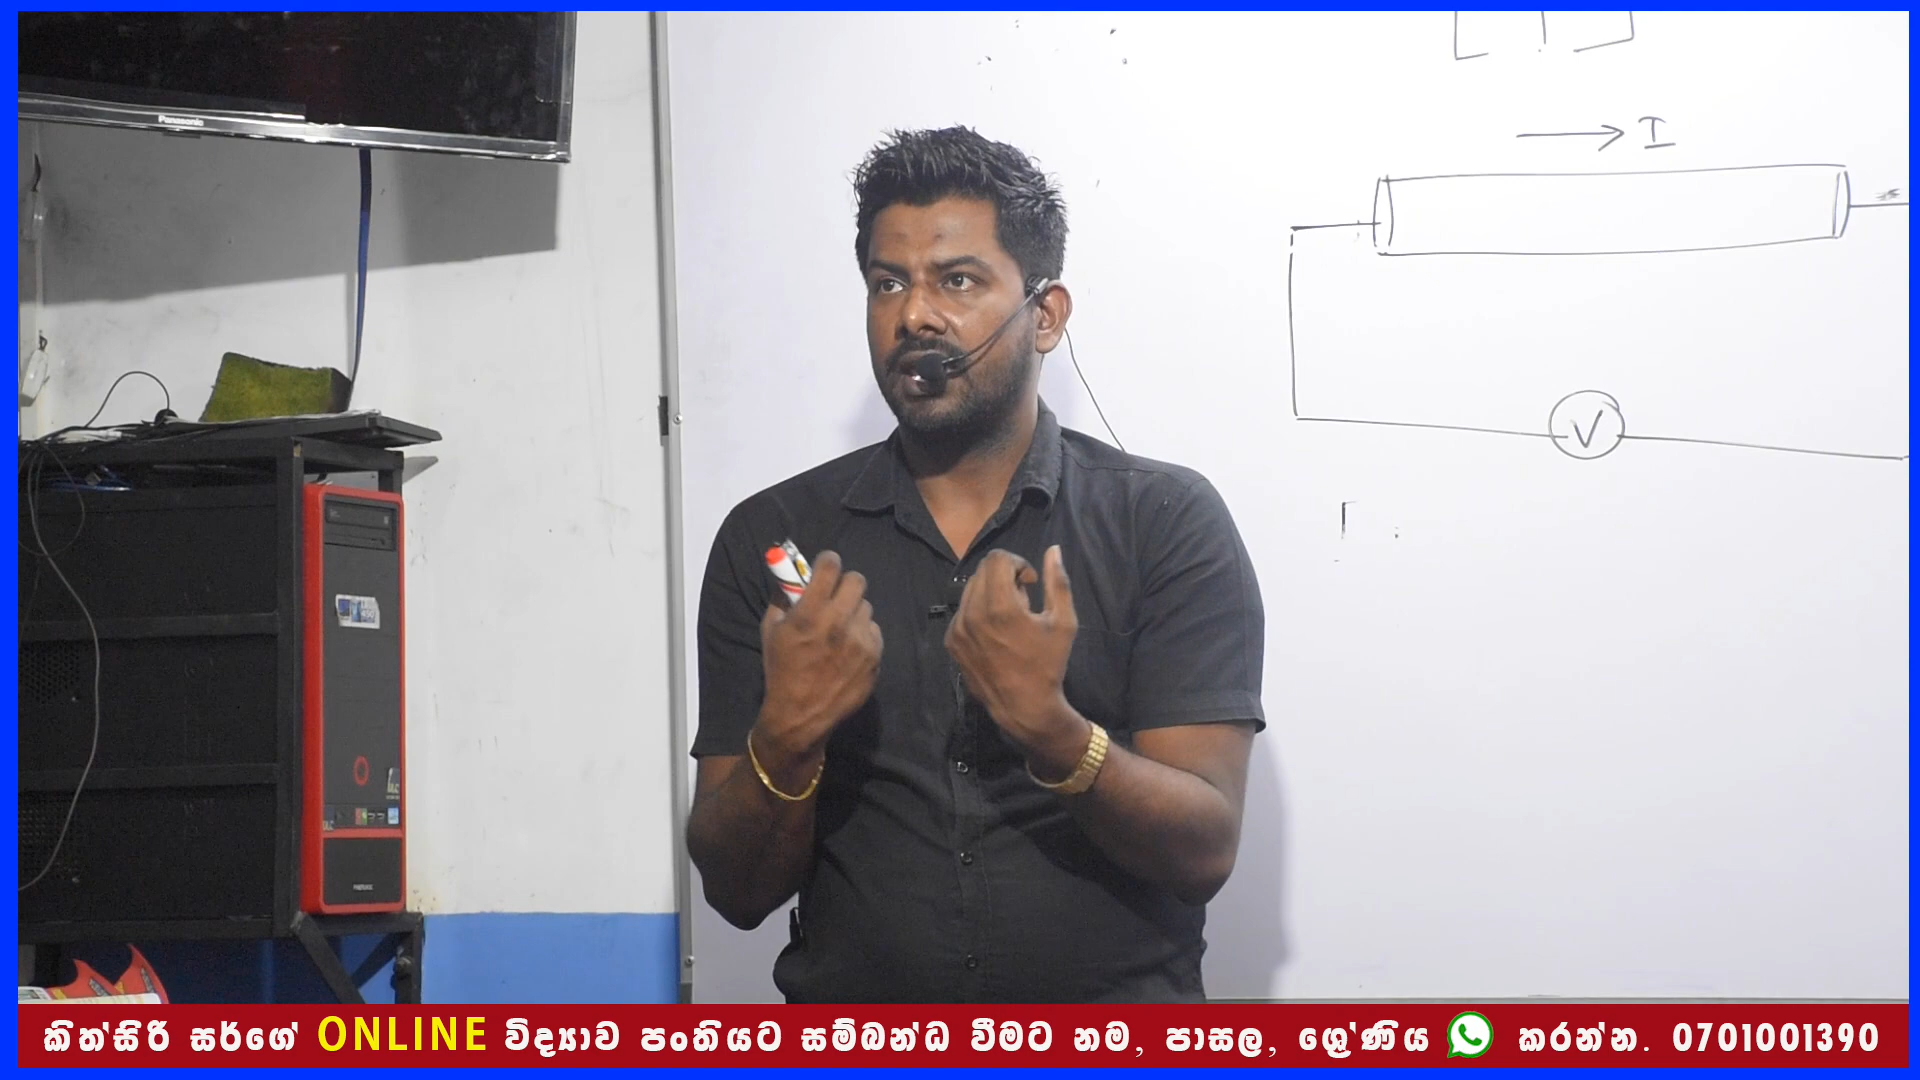 Panasonic
I
V
කිත්සිරි සර්ගේ ONLINE විද්‍යාව පංතියට සම්බන්ධ වීමට නම, පාසල, ශ්‍රේණිය කරන්න. 0701001390